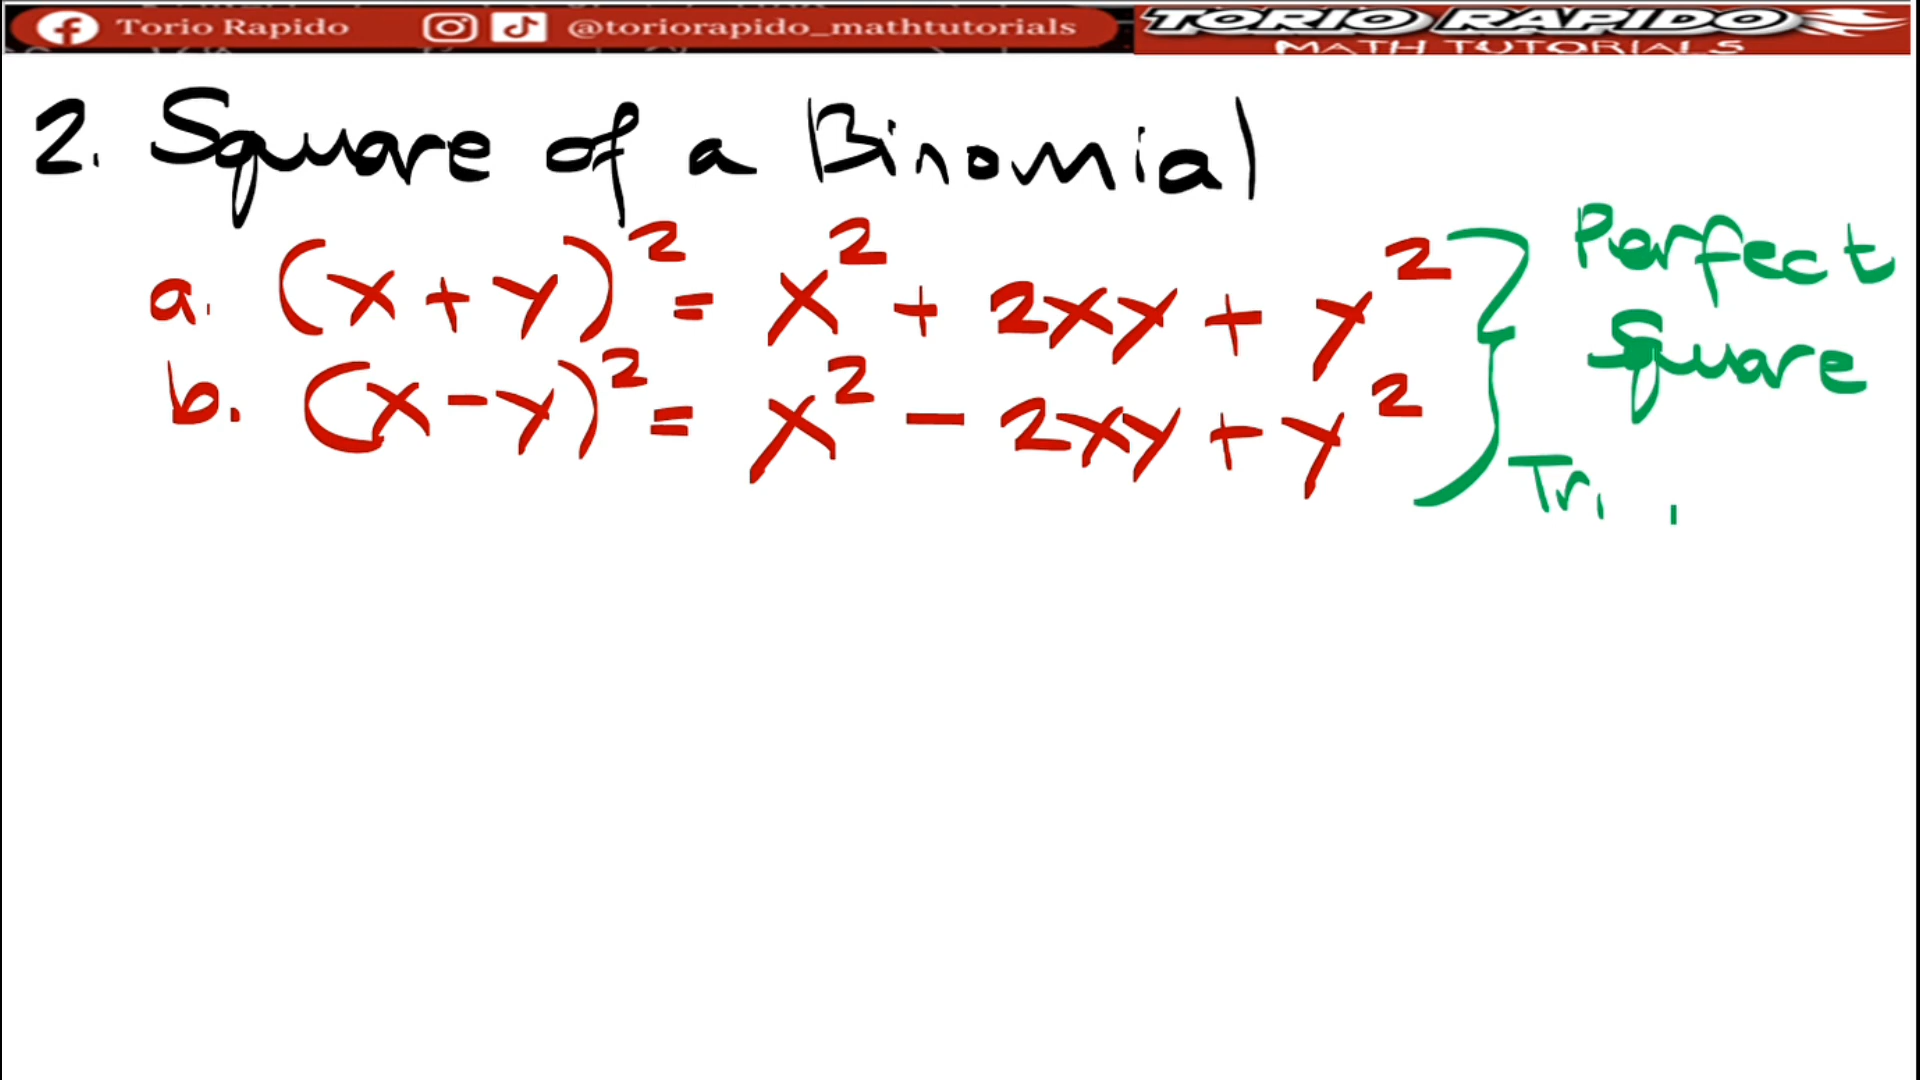 Torio Rapido @toriorapido_mathtutorials TORIO RAPIDO
MATH TUTORIALS
2. Square of a Binomial
a. (x+y)² = x² + 2xy + y²
b. (x-y)² = x² - 2xy + y²
Perfect
Square
Tri